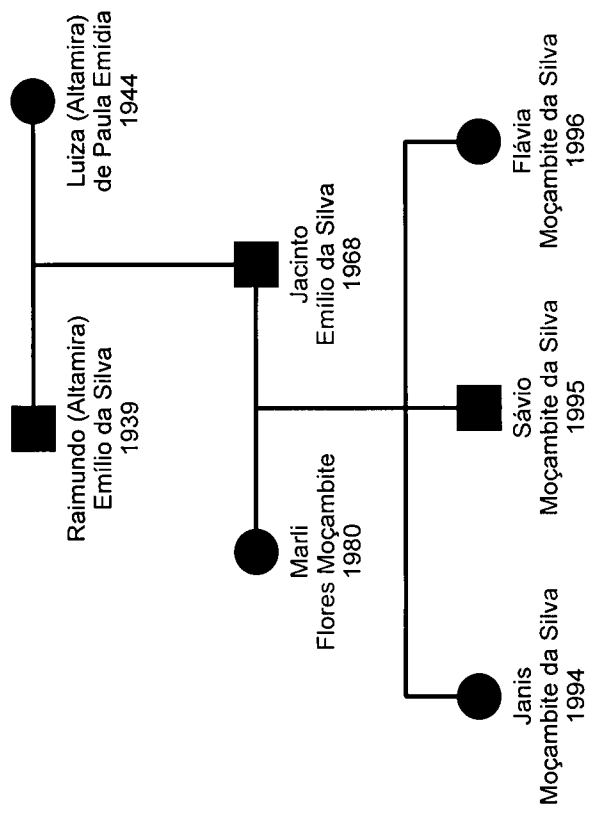 Raimundo (Altamira)
Emílio da Silva
1939
Luiza (Altamira)
de Paula Emídia
1944
Marli
Flores Moçambite
1980
Jacinto
Emílio da Silva
1968
Janis
Moçambite da Silva
1994
Sávio
Moçambite da Silva
1995
Flávia
Moçambite da Silva
1996